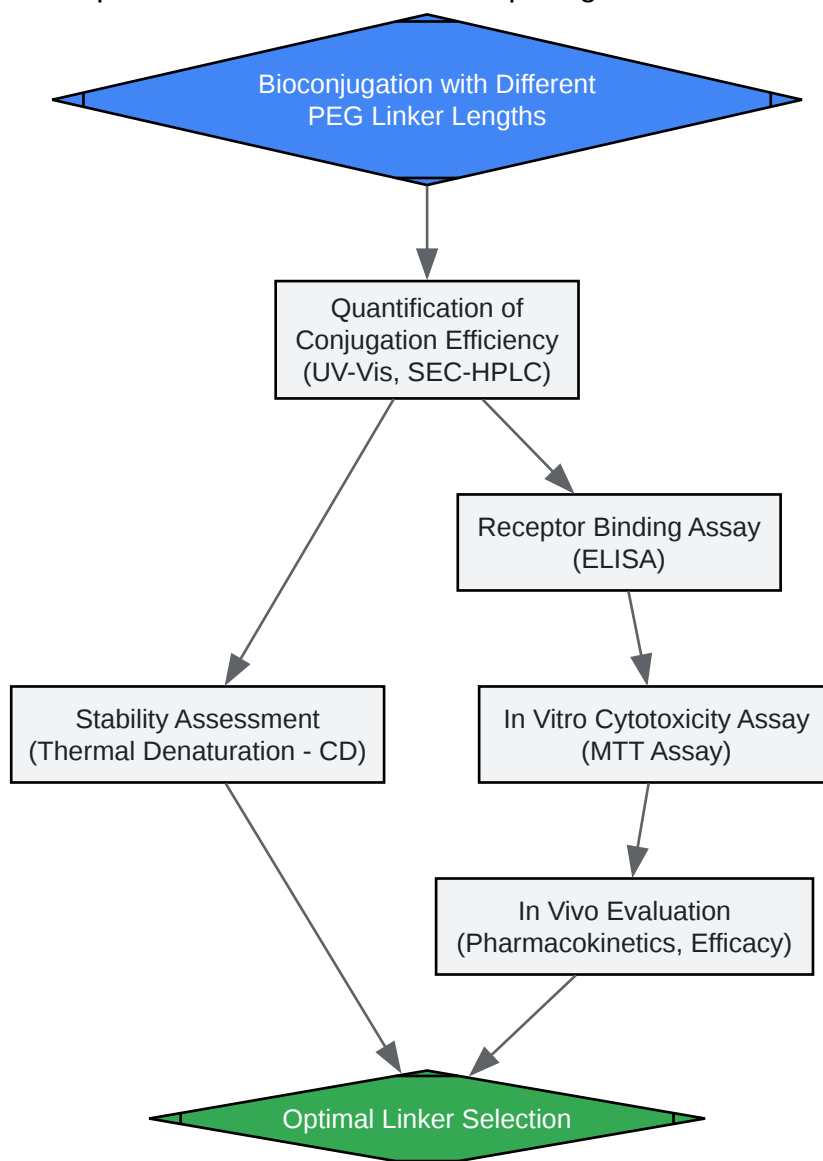 Bioconjugation with Different
PEG Linker Lengths
Quantification of
Conjugation Efficiency
(UV-Vis, SEC-HPLC)
Receptor Binding Assay
(ELISA)
Stability Assessment
(Thermal Denaturation - CD)
In Vitro Cytotoxicity Assay
(MTT Assay)
In Vivo Evaluation
(Pharmacokinetics, Efficacy)
Optimal Linker Selection